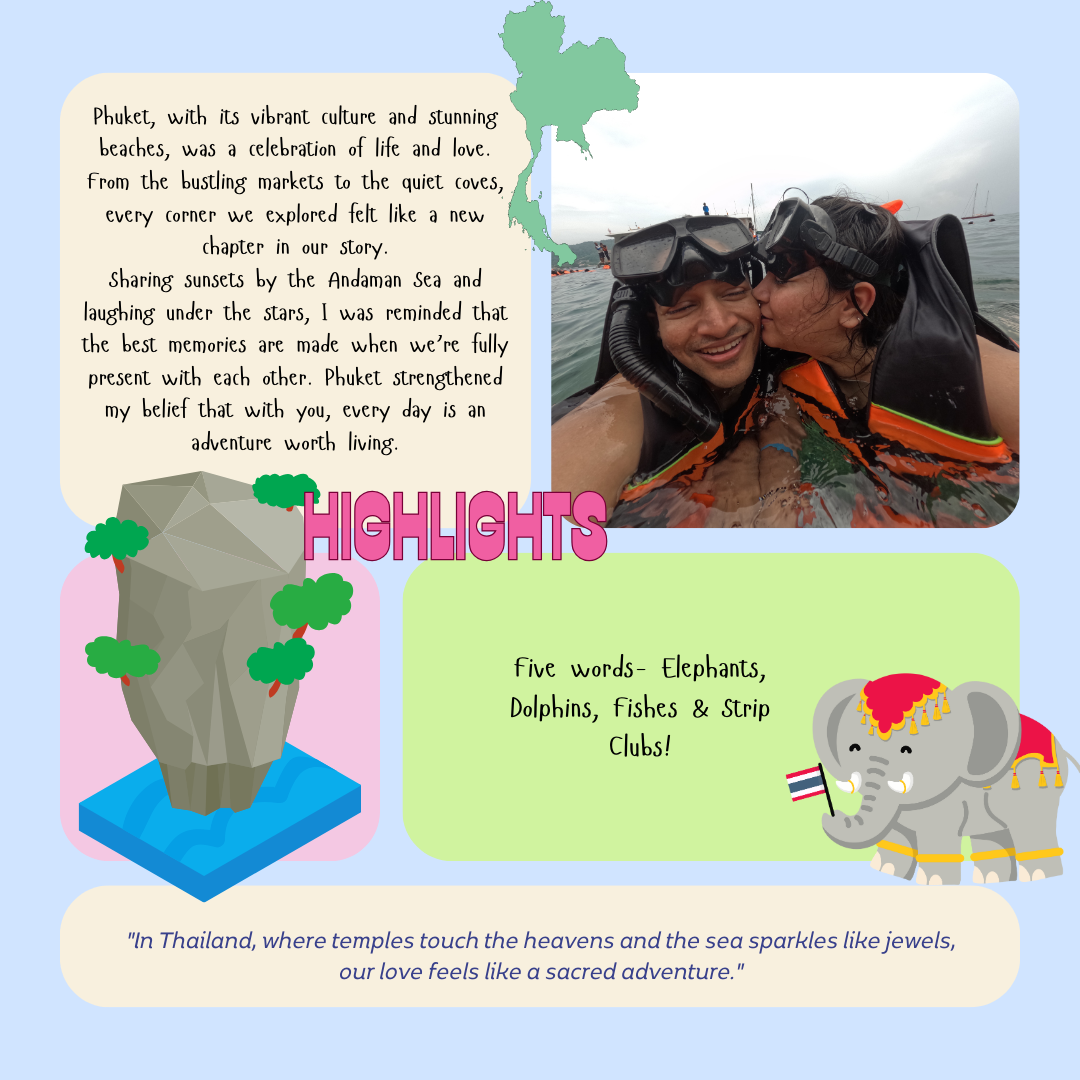 Phuket, with its vibrant culture and stunning
beaches, was a celebration of life and love.
From the bustling markets to the quiet coves,
every corner we explored felt like a new
chapter in our story.
Sharing sunsets by the Andaman Sea and
laughing under the stars, I was reminded that
the best memories are made when we're fully
present with each other. Phuket strengthened
my belief that with you, every day is an
adventure worth living.
HIGHLIGHTS
Five words- Elephants,
Dolphins, Fishes & Strip
Clubs!
"In Thailand, where temples touch the heavens and the sea sparkles like jewels,
our love feels like a sacred adventure."